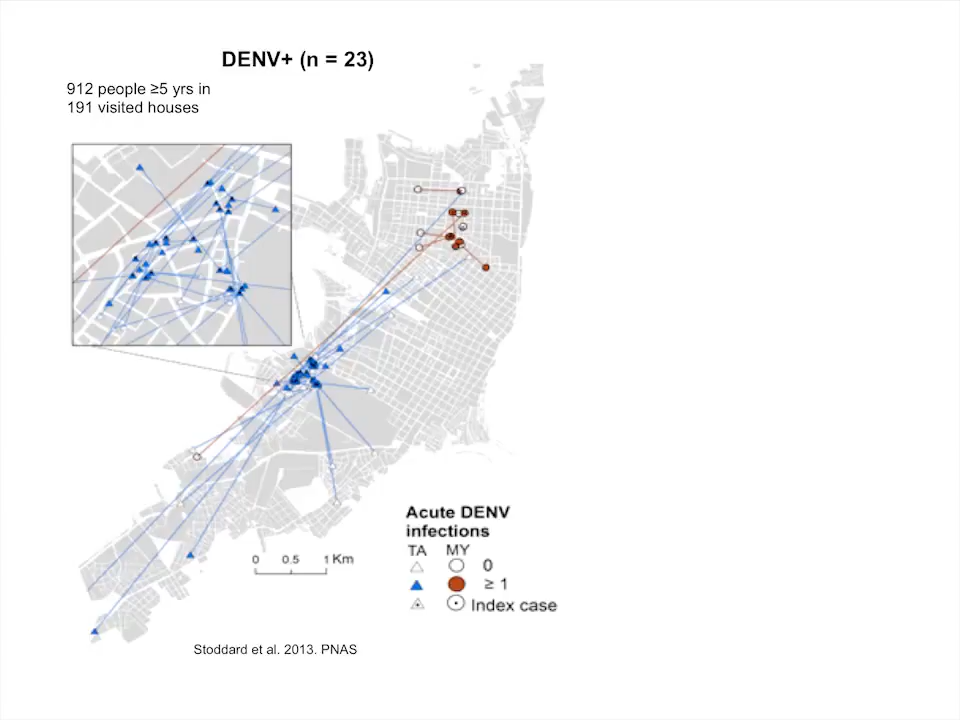 DENV+ (n = 23)
912 people ≥5 yrs in
191 visited houses
Acute DENV
infections
TA MY
0
≥ 1
Index case
0 0.5 1 Km
Stoddard et al. 2013. PNAS